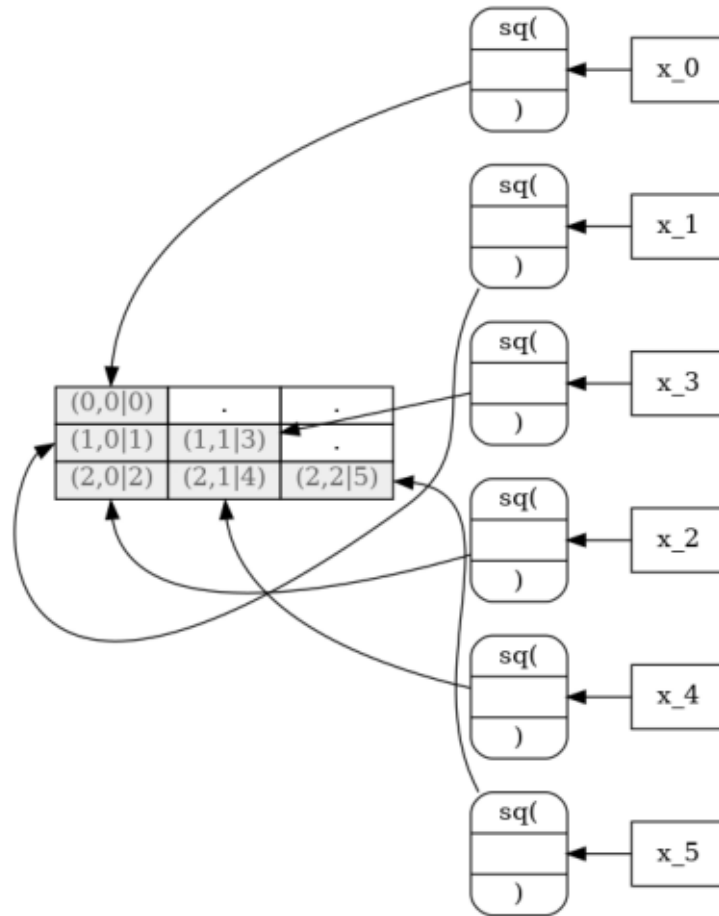 sq(
)
x_0
sq(
)
x_1
sq(
)
x_3
(0,0|0) . .
(1,0|1) (1,1|3) .
(2,0|2) (2,1|4) (2,2|5)
sq(
)
x_2
sq(
)
x_4
sq(
)
x_5